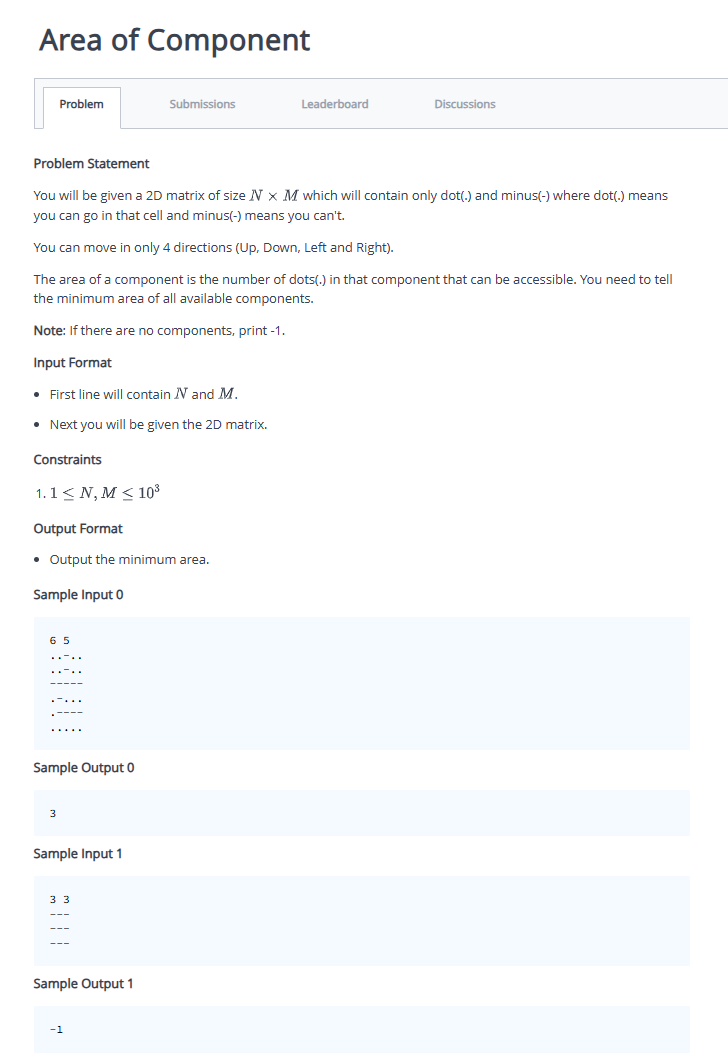 Area of Component
Problem
Submissions
Leaderboard
Discussions
Problem Statement
You will be given a 2D matrix of size N × M which will contain only dot(.) and minus(-) where dot(.) means
you can go in that cell and minus(-) means you can't.
You can move in only 4 directions (Up, Down, Left and Right).
The area of a component is the number of dots(.) in that component that can be accessible. You need to tell
the minimum area of all available components.
Note: If there are no components, print -1.
Input Format
• First line will contain N and M.
• Next you will be given the 2D matrix.
Constraints
1. 1 ≤ N, M ≤ 10³
Output Format
• Output the minimum area.
Sample Input 0
6 5
..-..
..-..
-----
.-...
.----
.....
Sample Output 0
3
Sample Input 1
3 3
---
---
---
Sample Output 1
-1